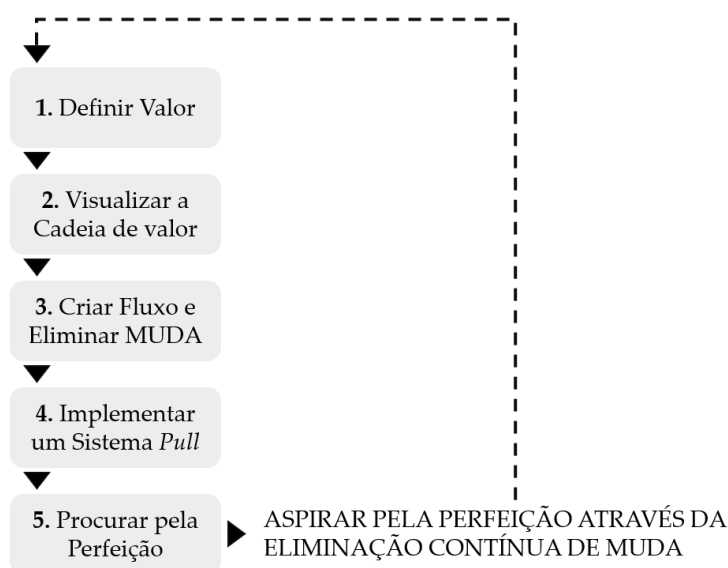 1. Definir Valor
2. Visualizar a
Cadeia de valor
3. Criar Fluxo e
Eliminar MUDA
4. Implementar
um Sistema Pull
5. Procurar pela
Perfeição
ASPIRAR PELA PERFEIÇÃO ATRAVÉS DA
ELIMINAÇÃO CONTÍNUA DE MUDA